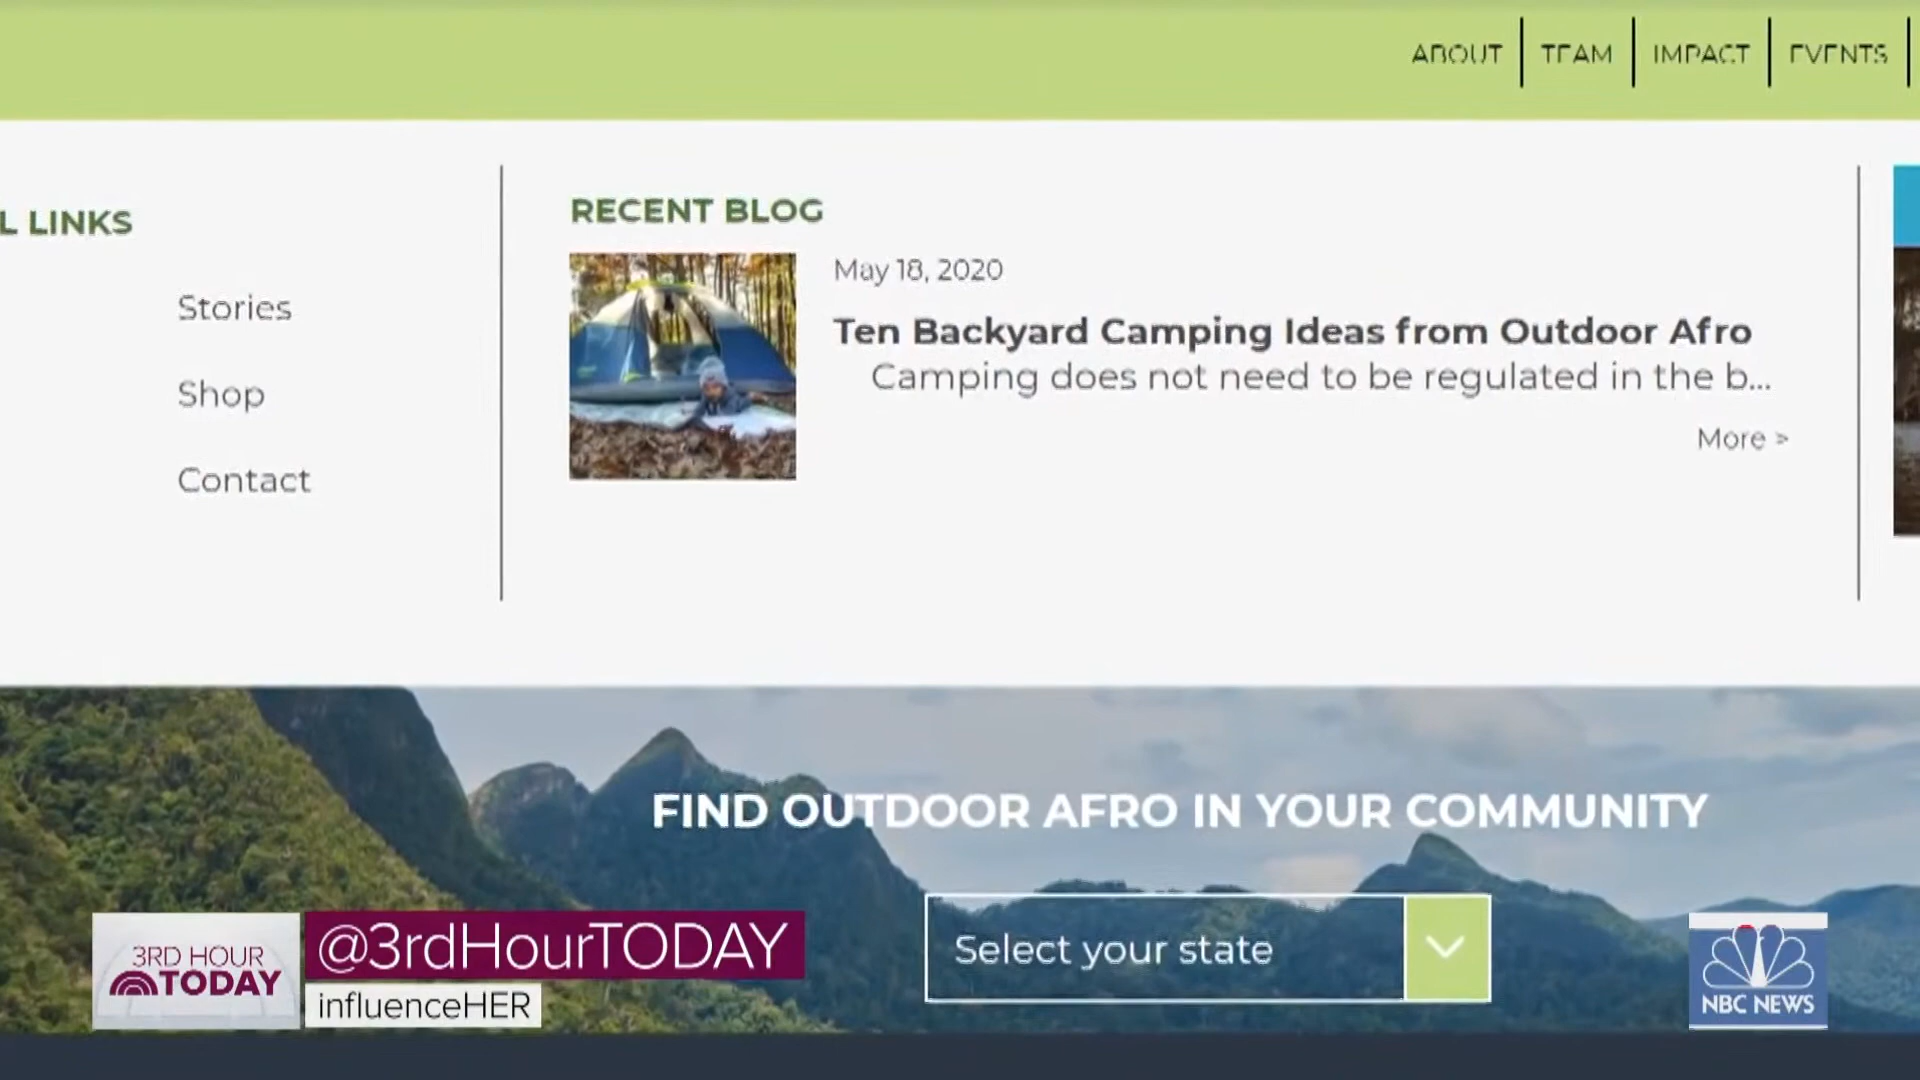 ABOUT
TEAM
IMPACT
EVENTS
L LINKS
Stories
Shop
Contact
RECENT BLOG
May 18, 2020
Ten Backyard Camping Ideas from Outdoor Afro
Camping does not need to be regulated in the b...
More >
FIND OUTDOOR AFRO IN YOUR COMMUNITY
Select your state
3RD HOUR
TODAY
@3rdHourTODAY
influenceHER
NBC NEWS